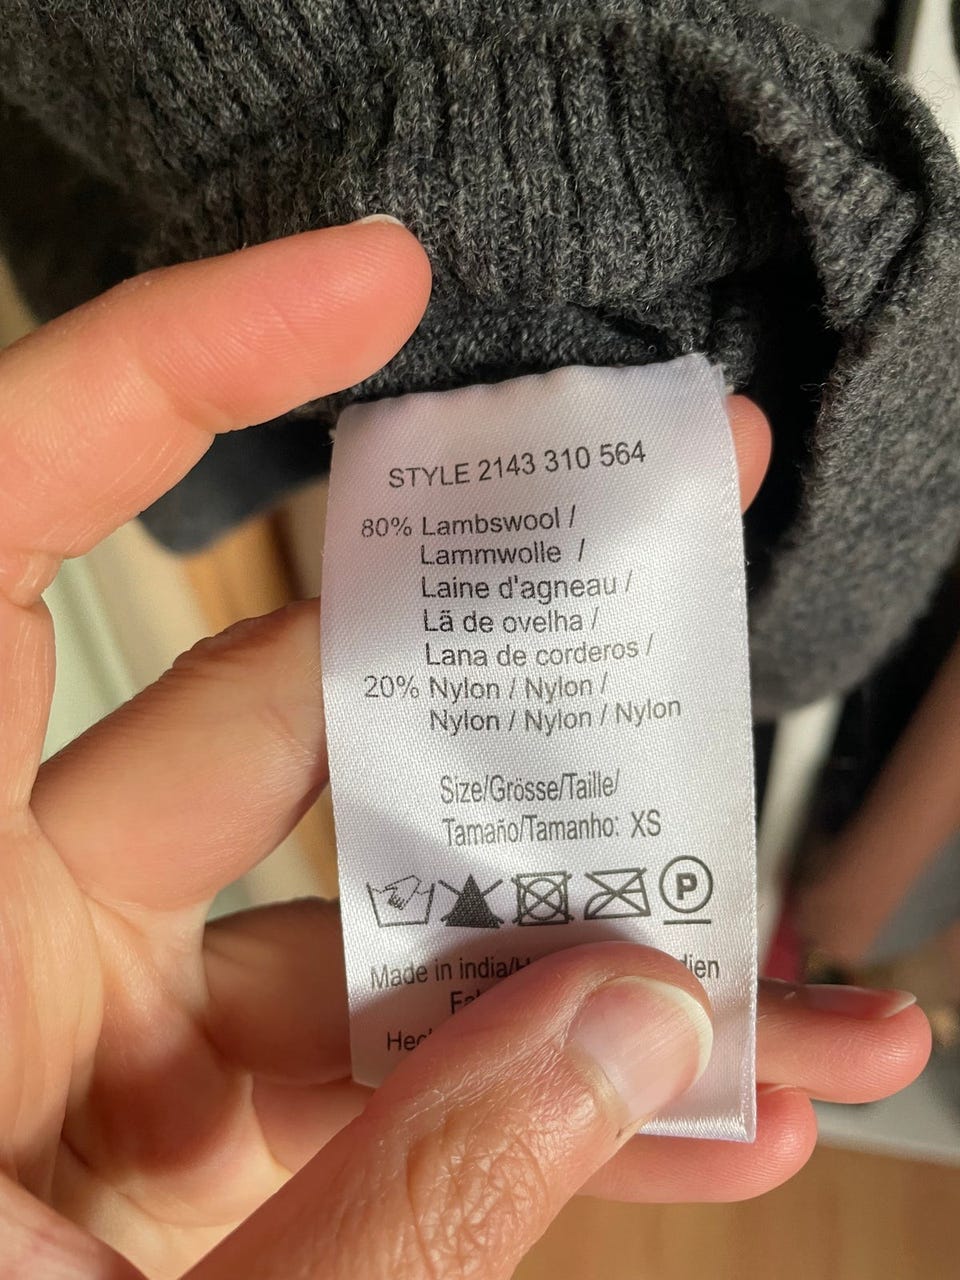 STYLE 2143 310 564
80% Lambswool /
Lammwolle /
Laine d'agneau /
Lä de ovelha /
Lana de corderos /
20% Nylon / Nylon /
Nylon / Nylon / Nylon
Size/Grösse/Taille/
Tamaño/Tamanho: XS
P
Made in india/